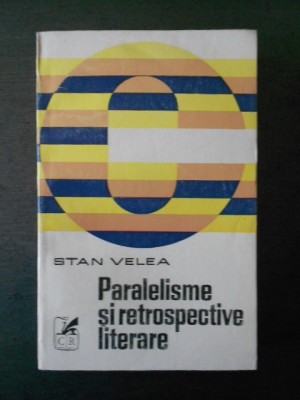 STAN VELEA
Paralelisme
și retrospective
literare
CR